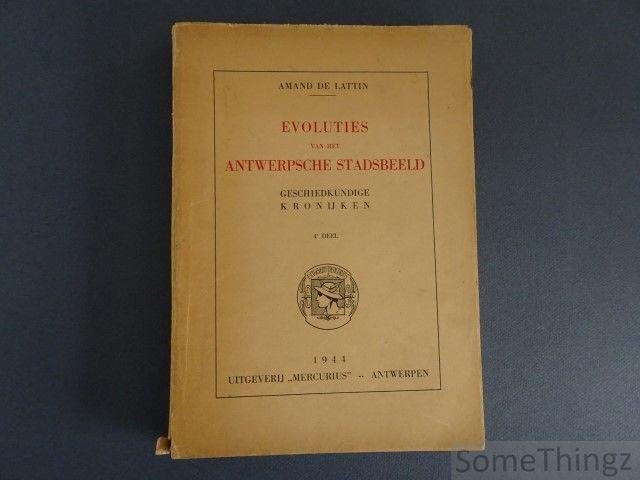 AMAND DE LATTIN
EVOLUTIES
VAN HET
ANTWERPSCHE STADSBEELD
GESCHIEDKUNDIGE
KRONIJKEN
4e DEEL
1944
UITGEVERIJ „MERCURIUS” -- ANTWERPEN
SomeThingz